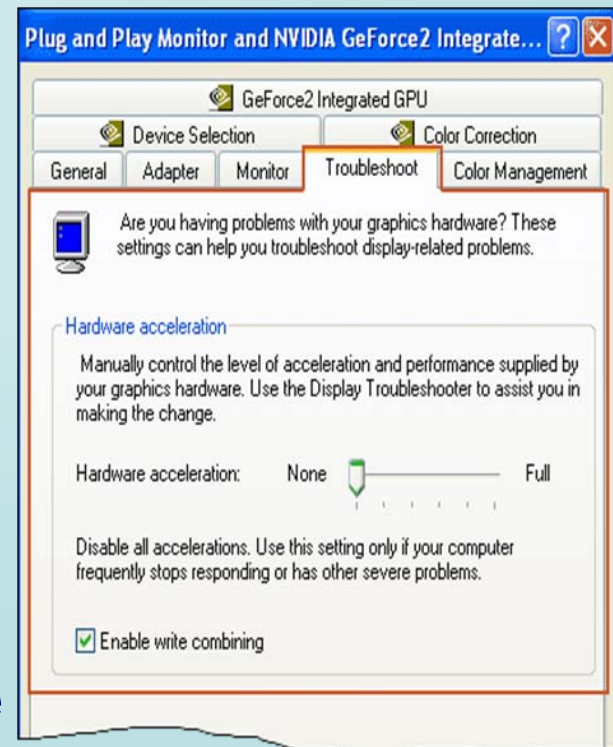 Plug and Play Monitor and NVIDIA GeForce2 Integrate... ? X
GeForce2 Integrated GPU
Device Selection Color Correction
General Adapter Monitor Troubleshoot Color Management
Are you having problems with your graphics hardware? These
settings can help you troubleshoot display-related problems.
Hardware acceleration
Manually control the level of acceleration and performance supplied by
your graphics hardware. Use the Display Troubleshooter to assist you in
making the change.
Hardware acceleration: None Full
Disable all accelerations. Use this setting only if your computer
frequently stops responding or has other severe problems.
Enable write combining